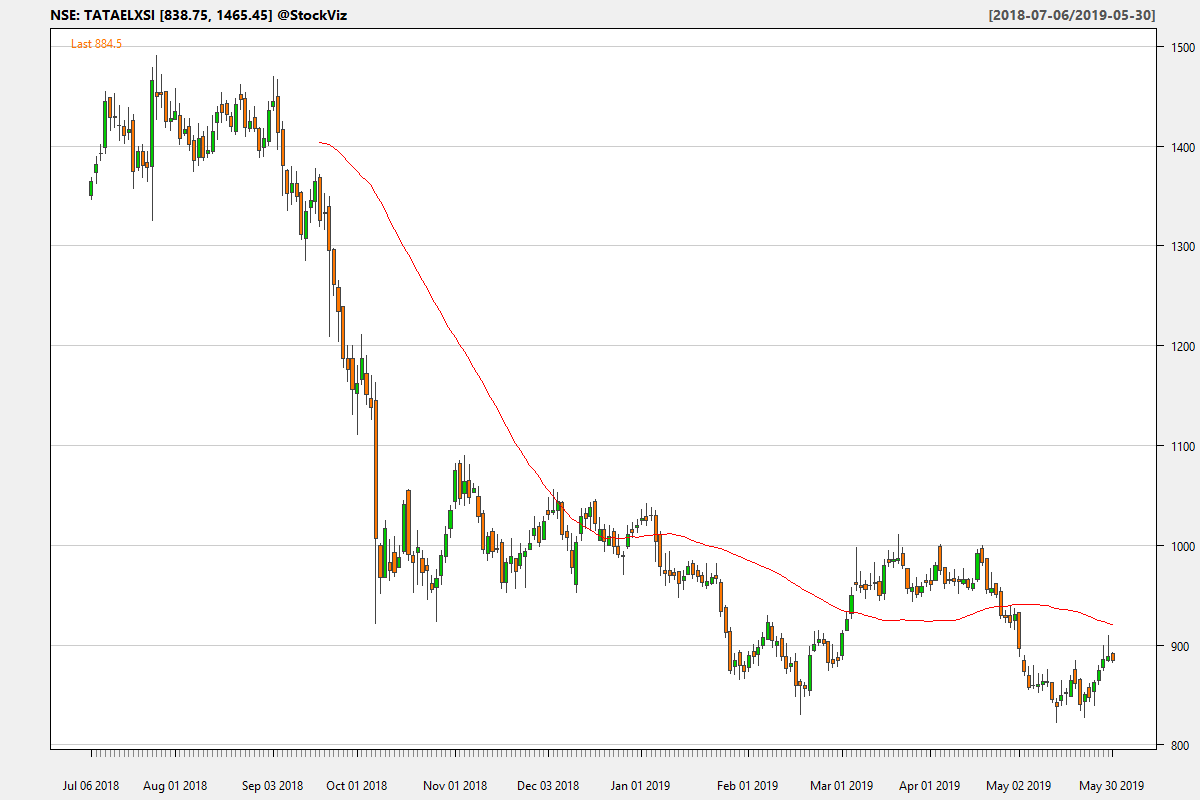 NSE: TATAELXSI [838.75, 1465.45] @StockViz
[2018-07-06/2019-05-30]
Last 884.5
1500
1400
1300
1200
1100
1000
900
800
Jul 06 2018
Aug 01 2018
Sep 03 2018
Oct 01 2018
Nov 01 2018
Dec 03 2018
Jan 01 2019
Feb 01 2019
Mar 01 2019
Apr 01 2019
May 02 2019
May 30 2019